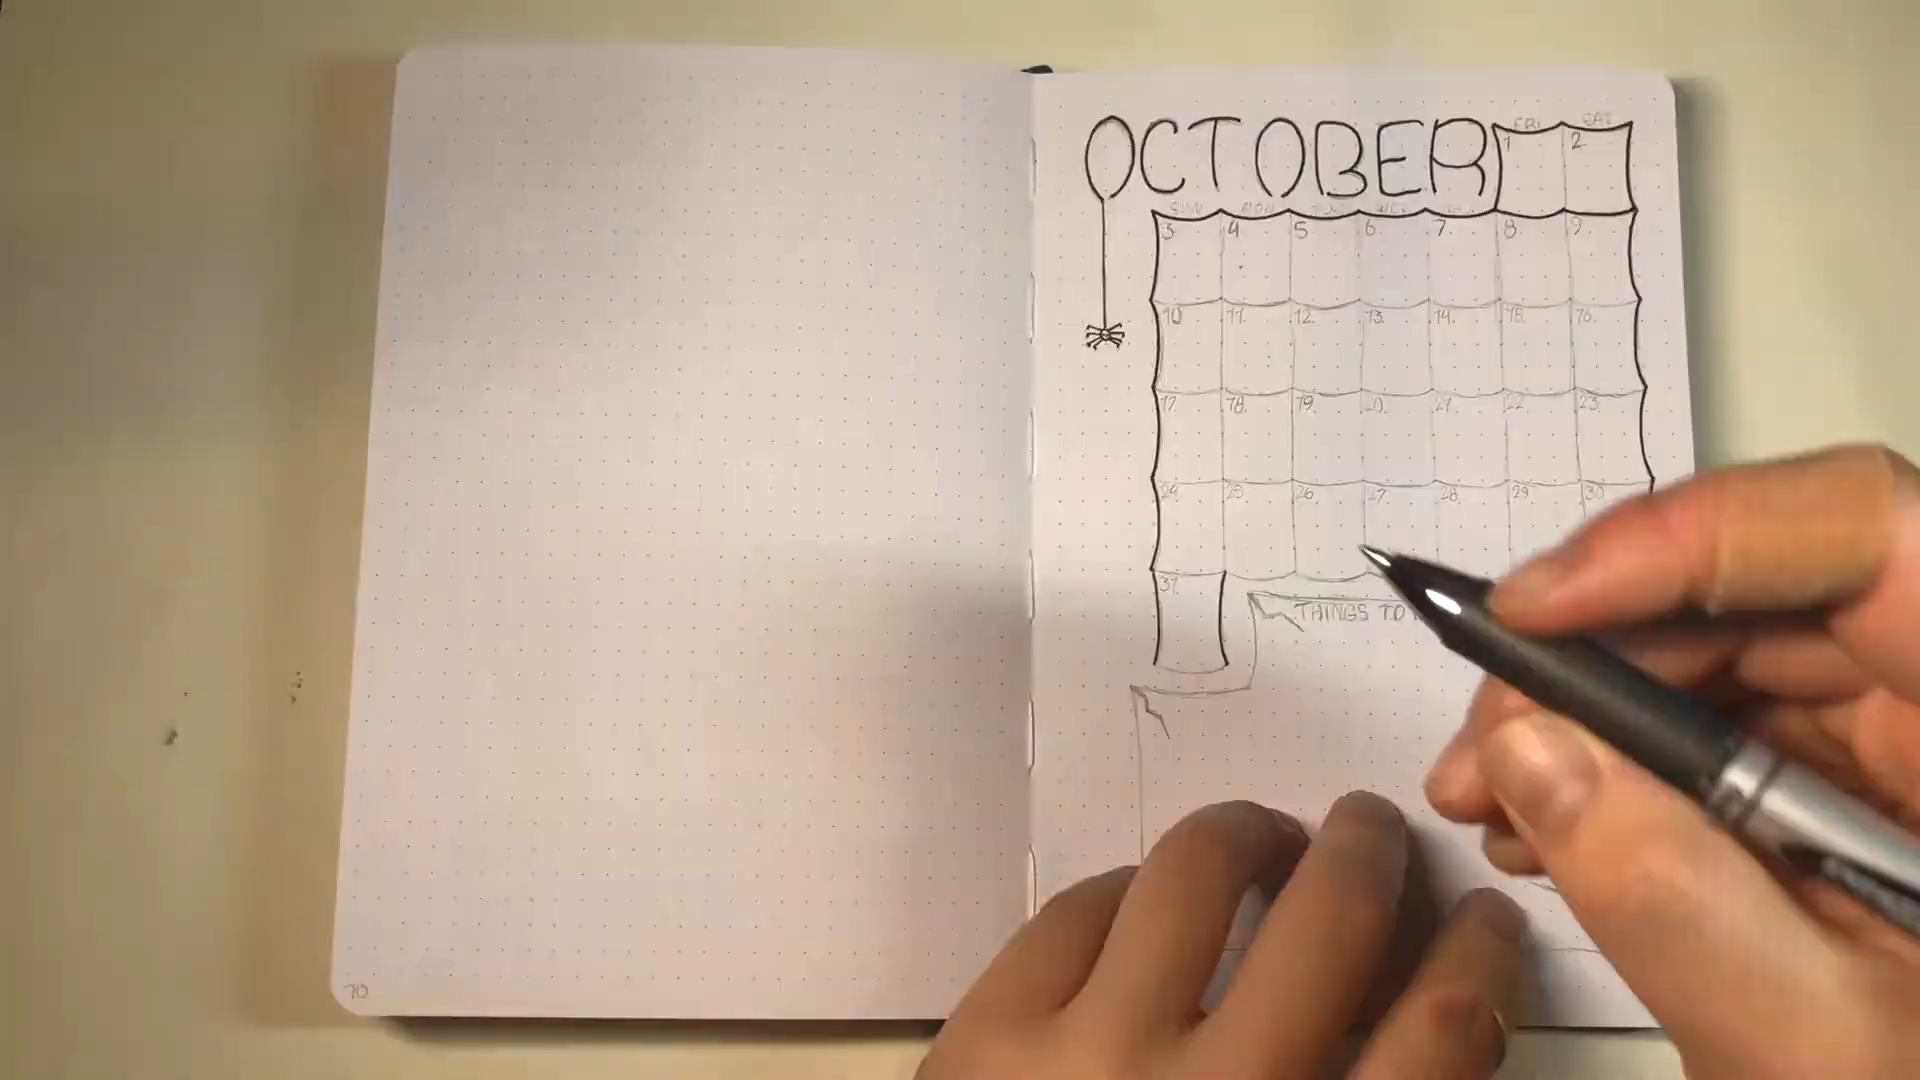 OCTOBER FRI SAT
1 2
SUN MON
3 4 5 6 7 8 9
10 11 12 13 14 15 16
17 18 19 20 21 22 23
24 25 26 27 28 29 30
31
THINGS TO
70